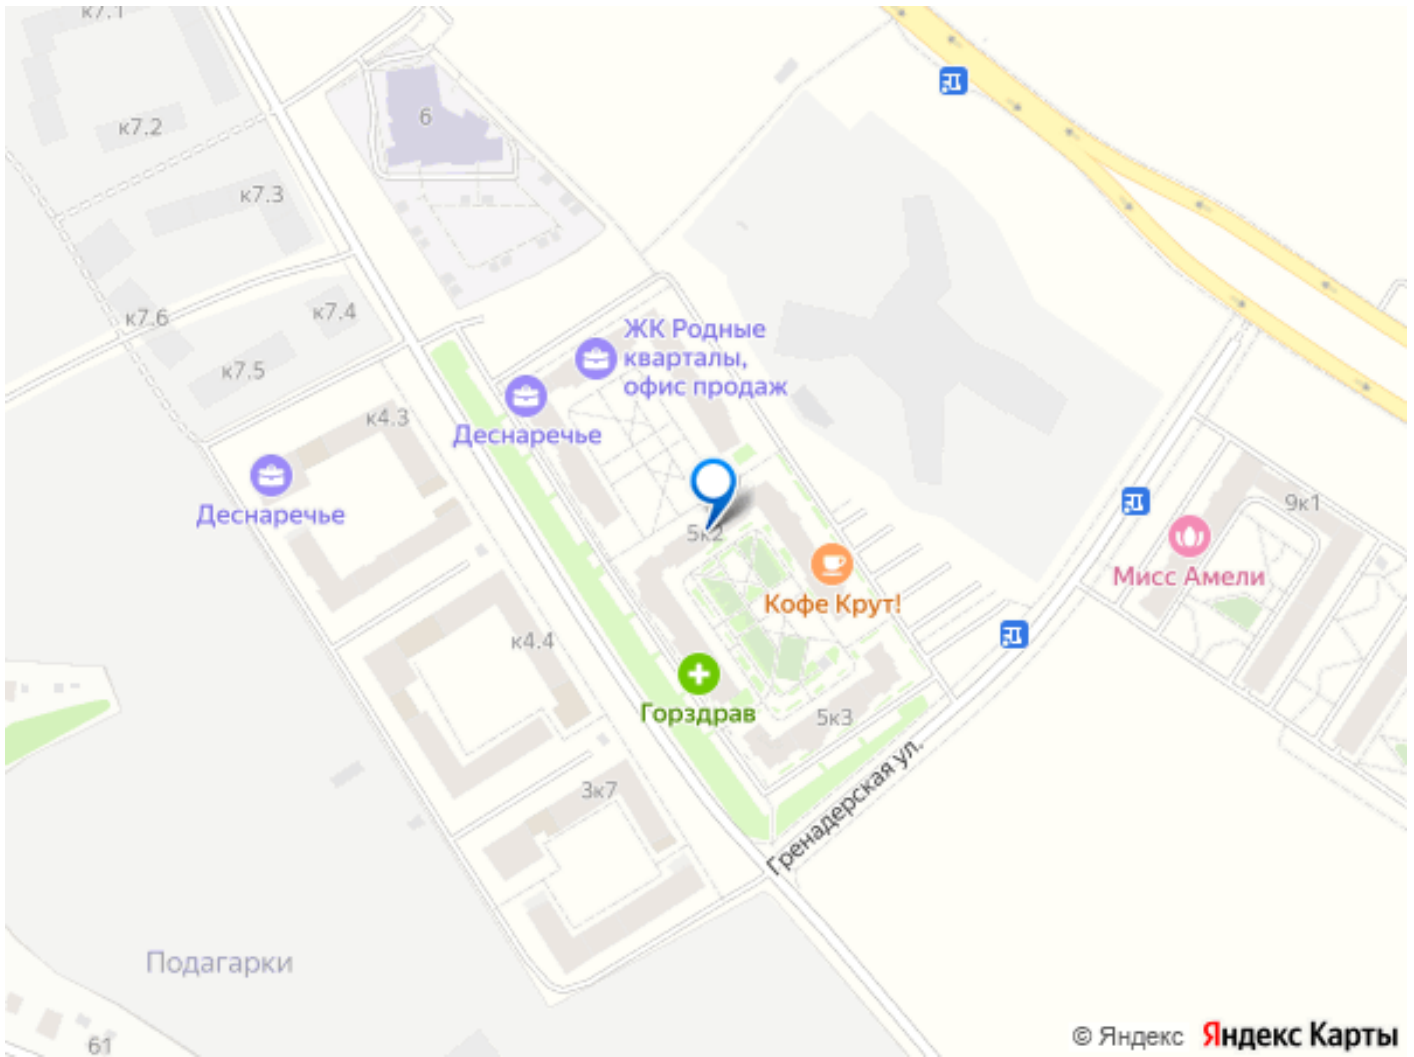 к7.1
6
к7.2
к7.3
к7.4
к7.6
к7.5
ЖК Родные
кварталы,
офис продаж
Деснаречье
к4.3
Деснаречье
5к2
9к1
Мисс Амели
Кофе Крут!
к4.4
Горздрав
5к3
3к7
Гренадерская ул.
Подагарки
61
© Яндекс Яндекс Карты